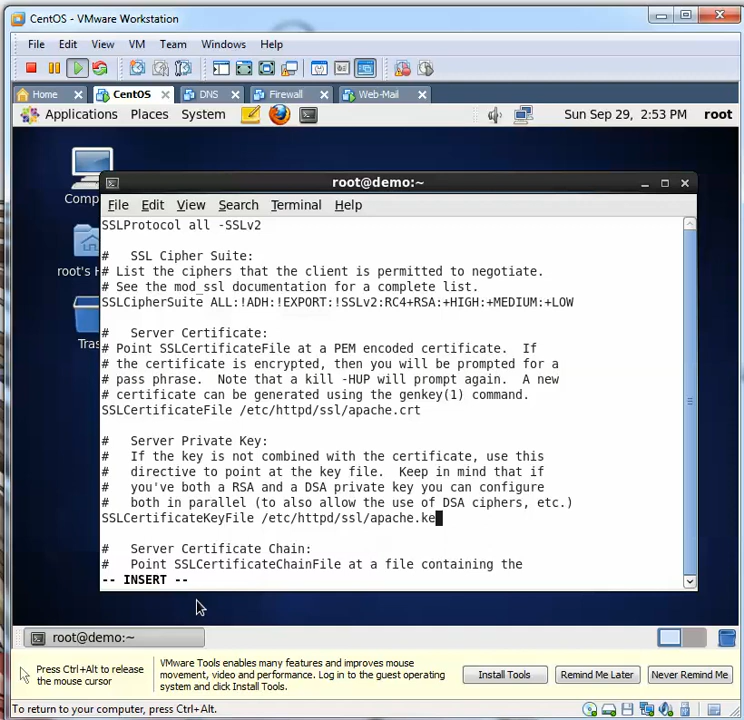 CentOS - VMware Workstation
File Edit View VM Team Windows Help
Home CentOS DNS Firewall Web-Mail
Applications Places System Sun Sep 29, 2:53 PM root
root@demo:~
File Edit View Search Terminal Help
Comp
root's H
Tras
SSLProtocol all -SSLv2
#   SSL Cipher Suite:
# List the ciphers that the client is permitted to negotiate.
# See the mod_ssl documentation for a complete list.
SSLCipherSuite ALL:!ADH:!EXPORT:!SSLv2:RC4+RSA:+HIGH:+MEDIUM:+LOW
#   Server Certificate:
# Point SSLCertificateFile at a PEM encoded certificate.  If
# the certificate is encrypted, then you will be prompted for a
# pass phrase.  Note that a kill -HUP will prompt again.  A new
# certificate can be generated using the genkey(1) command.
SSLCertificateFile /etc/httpd/ssl/apache.crt
#   Server Private Key:
#   If the key is not combined with the certificate, use this
#   directive to point at the key file.  Keep in mind that if
#   you've both a RSA and a DSA private key you can configure
#   both in parallel (to also allow the use of DSA ciphers, etc.)
SSLCertificateKeyFile /etc/httpd/ssl/apache.ke
#   Server Certificate Chain:
#   Point SSLCertificateChainFile at a file containing the
-- INSERT --
root@demo:~
Press Ctrl+Alt to release
the mouse cursor
VMware Tools enables many features and improves mouse
movement, video and performance. Log in to the guest operating
system and click Install Tools.
Install Tools Remind Me Later Never Remind Me
To return to your computer, press Ctrl+Alt.